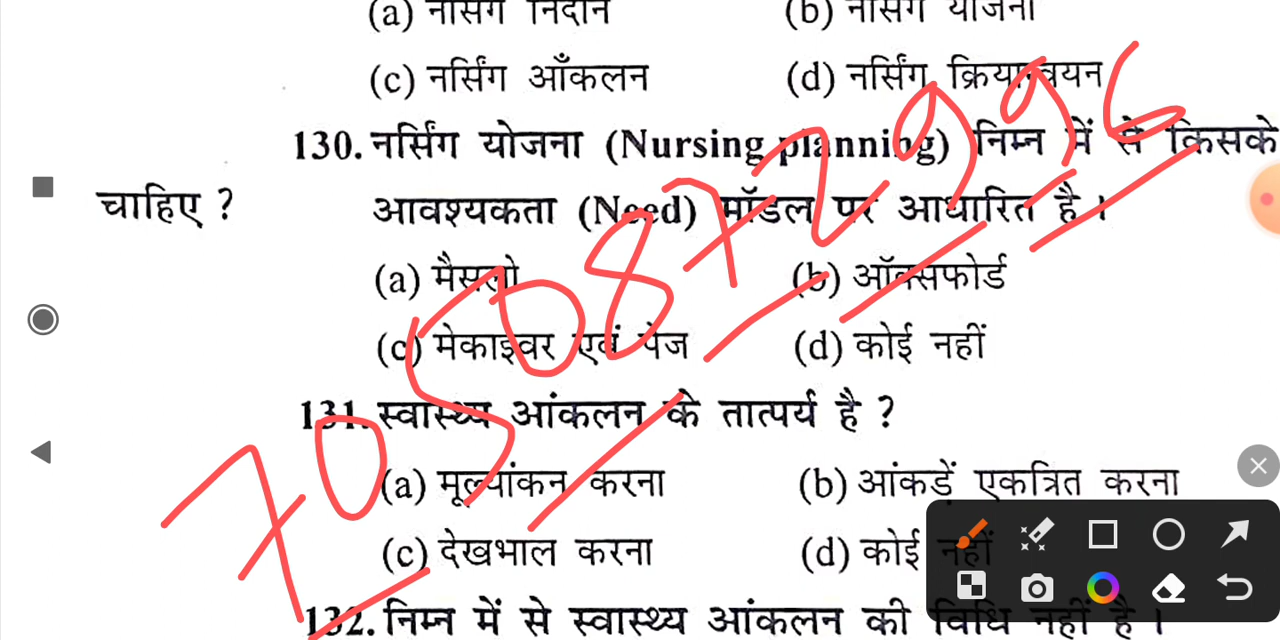 (a) नर्सिंग निदान (b) नर्सिंग योजना
(c) नर्सिंग आँकलन (d) नर्सिंग क्रियान्वयन
130. नर्सिंग योजना (Nursing planning) निम्न में से किसके
चाहिए ? आवश्यकता (Need) मॉडल पर आधारित है ।
(a) मैसलो (b) ऑक्सफोर्ड
(c) मेकाइवर एवं पेज (d) कोई नहीं
131. स्वास्थ्य आंकलन के तात्पर्य है ?
(a) मूल्यांकन करना (b) आंकडें एकत्रित करना
(c) देखभाल करना (d) कोई नहीं
132. निम्न में से स्वास्थ्य आंकलन की विधि नहीं है ।
7050872996